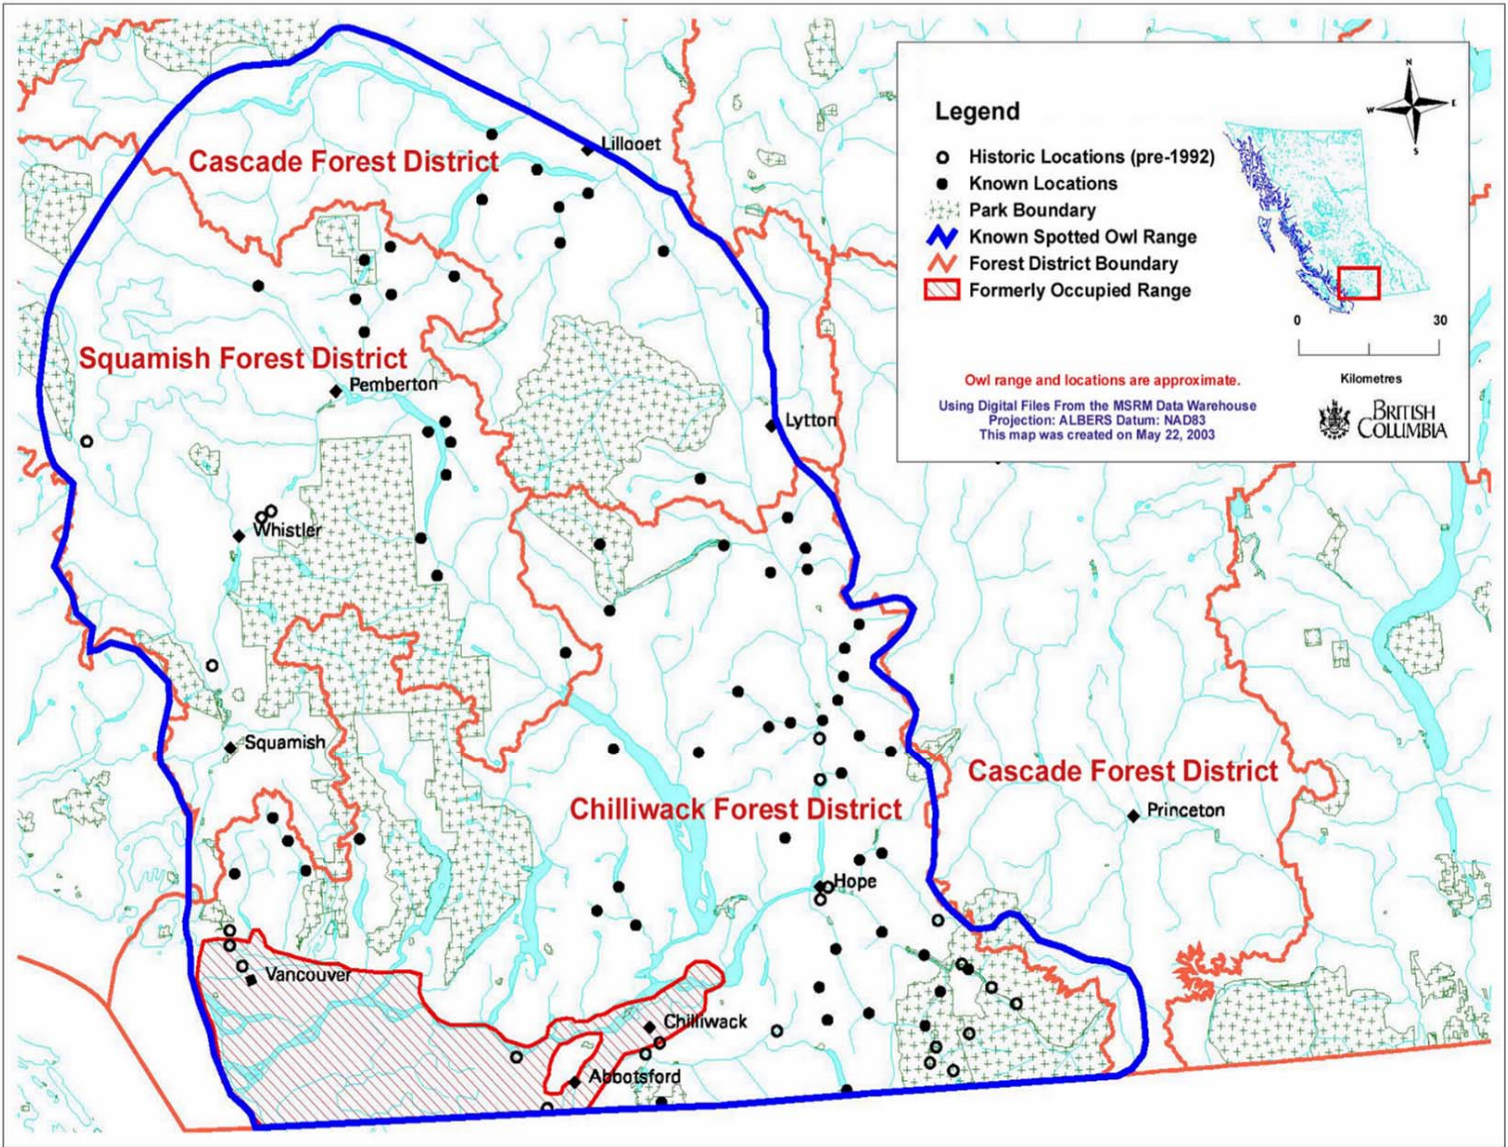 Legend
N
W
E
S
Historic Locations (pre-1992)
Known Locations
Park Boundary
Known Spotted Owl Range
Forest District Boundary
Formerly Occupied Range
0
30
Kilometres
Owl range and locations are approximate.
Using Digital Files From the MSRM Data Warehouse
Projection: ALBERS Datum: NAD83
This map was created on May 22, 2003
BRITISH
COLUMBIA
Lillooet
Cascade Forest District
Squamish Forest District
Pemberton
Lytton
Whistler
Squamish
Cascade Forest District
Princeton
Chilliwack Forest District
Hope
Vancouver
Chilliwack
Abbotsford